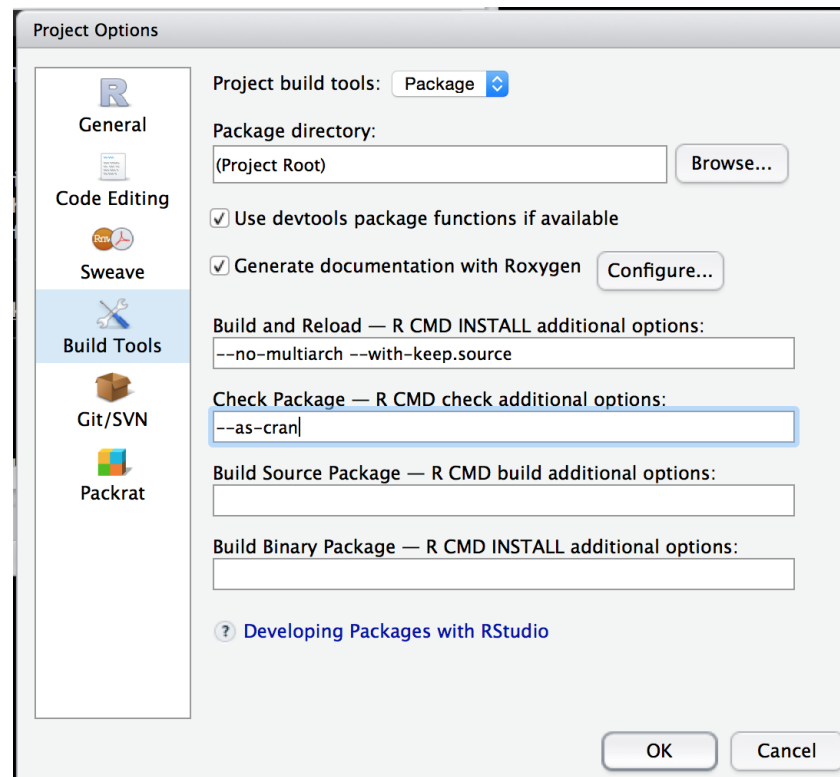 Project Options
General
Code Editing
Sweave
Build Tools
Git/SVN
Packrat
Project build tools: Package
Package directory:
(Project Root) Browse...
Use devtools package functions if available
Generate documentation with Roxygen Configure...
Build and Reload — R CMD INSTALL additional options:
--no-multiarch --with-keep.source
Check Package — R CMD check additional options:
--as-cran
Build Source Package — R CMD build additional options:
Build Binary Package — R CMD INSTALL additional options:
? Developing Packages with RStudio
OK Cancel